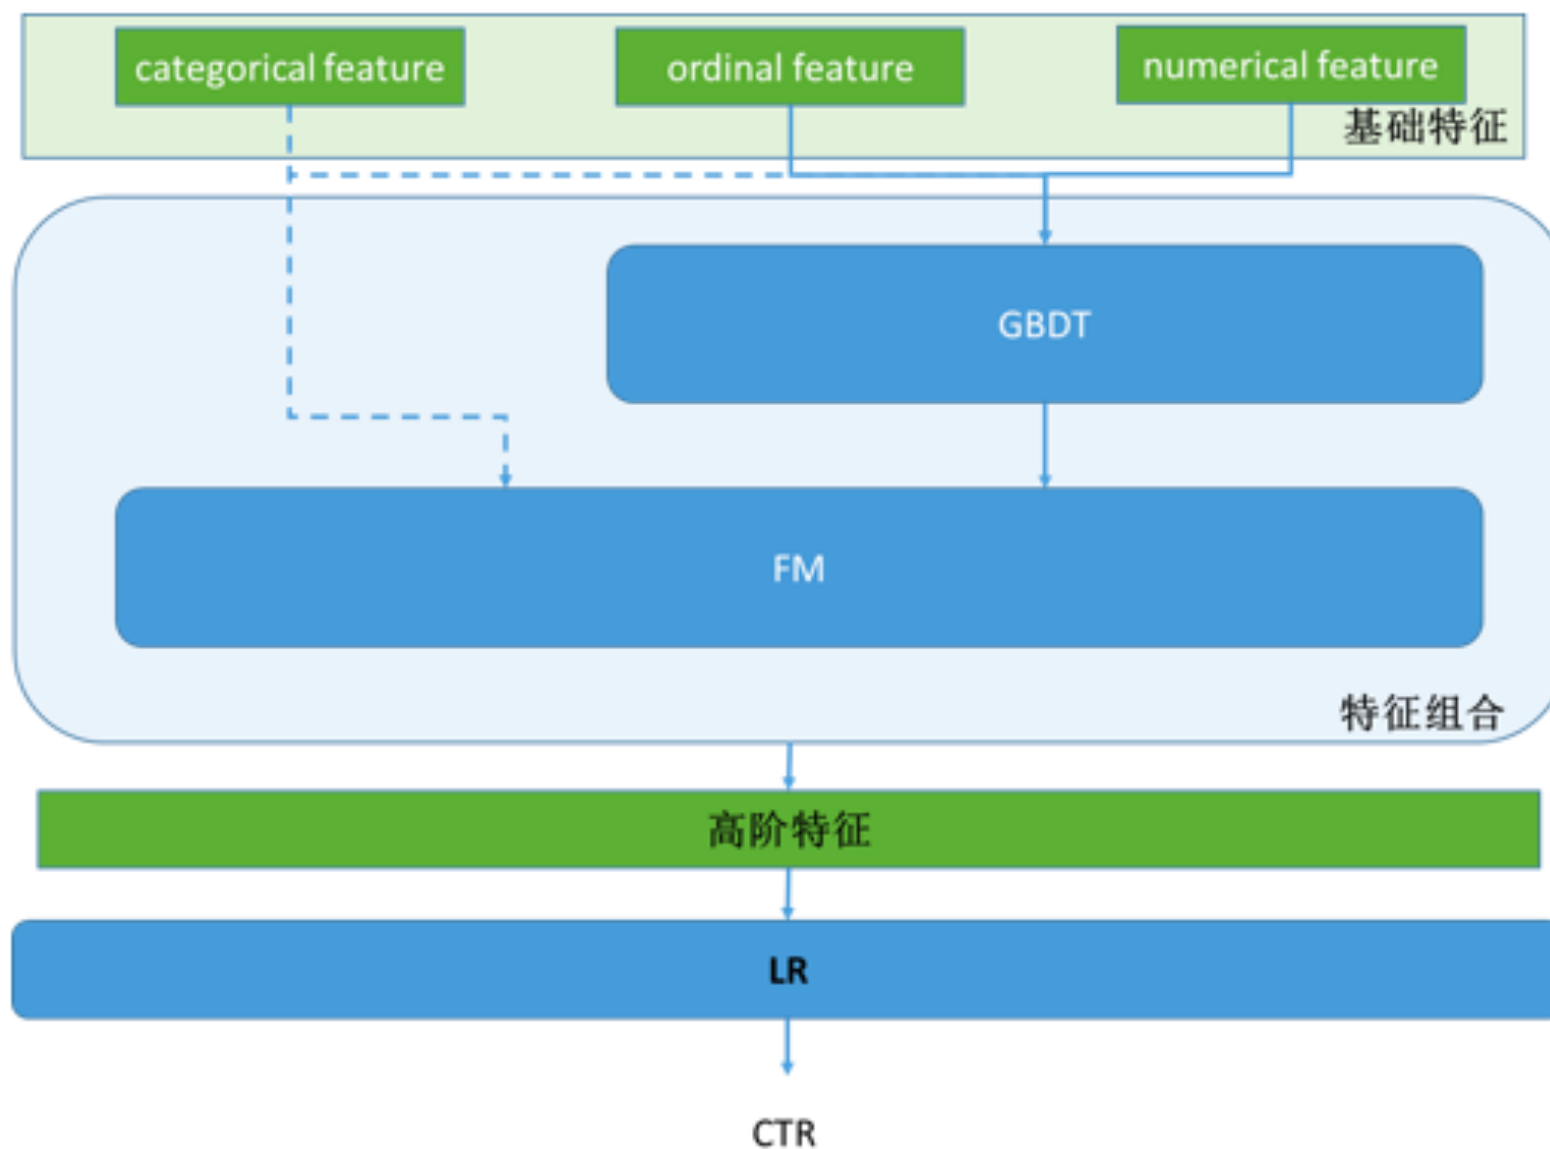 categorical feature
ordinal feature
numerical feature
基础特征
GBDT
FM
特征组合
高阶特征
LR
CTR